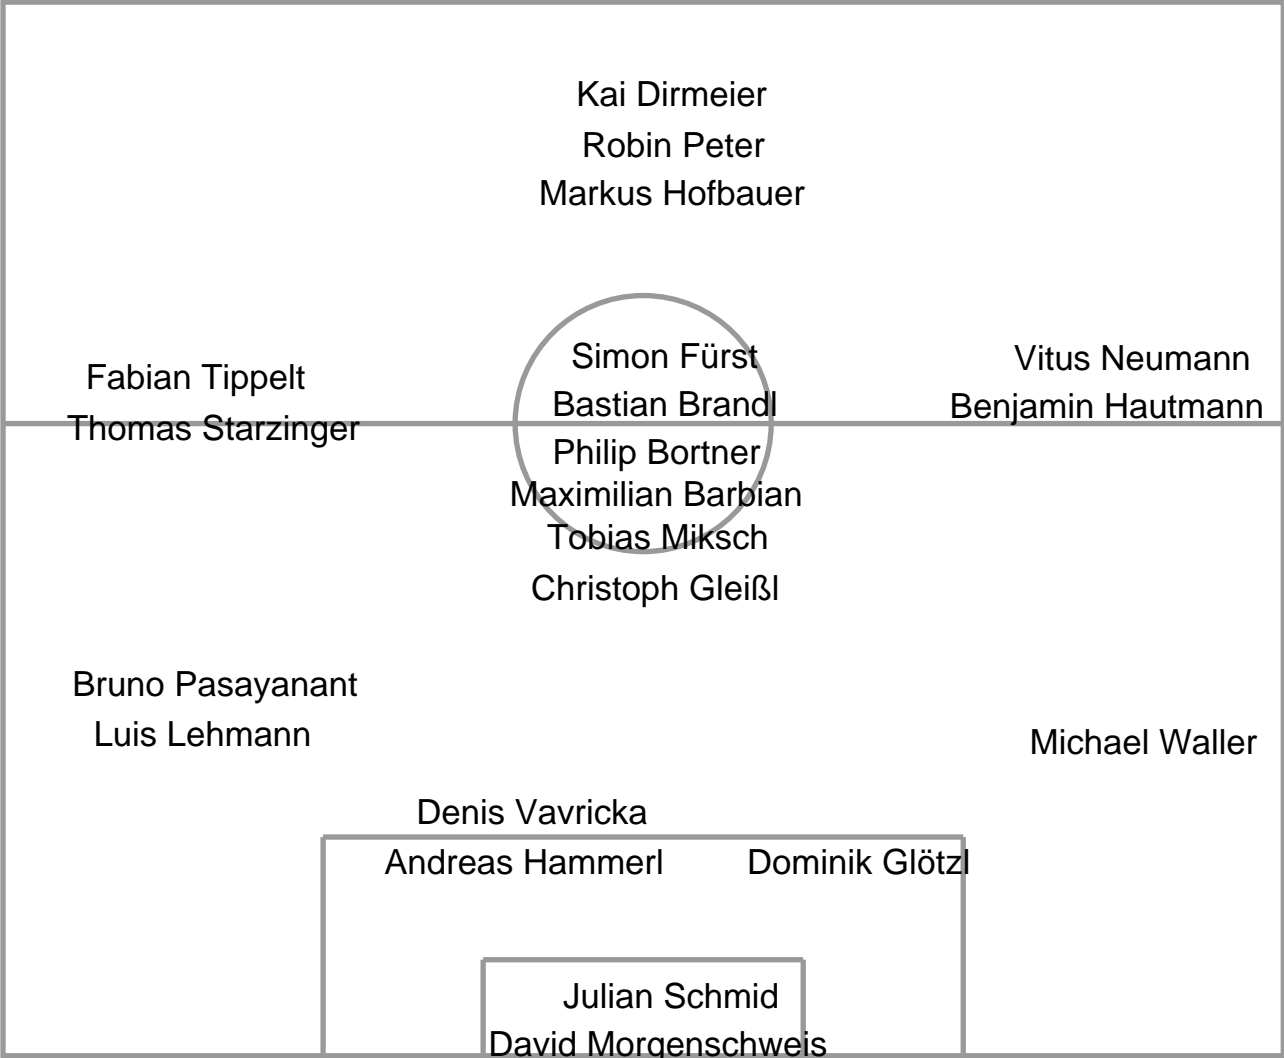 Kai Dirmeier
Robin Peter
Markus Hofbauer
Simon Fürst
Vitus Neumann
Fabian Tippelt
Bastian Brandl
Benjamin Hautmann
Thomas Starzinger
Philip Bortner
Maximilian Barbian
Tobias Miksch
Christoph Gleißl
Bruno Pasayanant
Luis Lehmann
Michael Waller
Denis Vavricka
Andreas Hammerl
Dominik Glötzl
Julian Schmid
David Morgenschweis